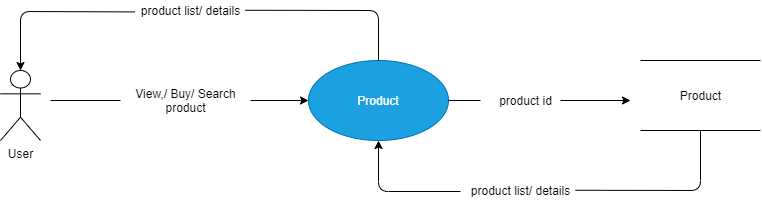 product list/ details
View,/ Buy/ Search
product
Product
product id
Product
User
product list/ details